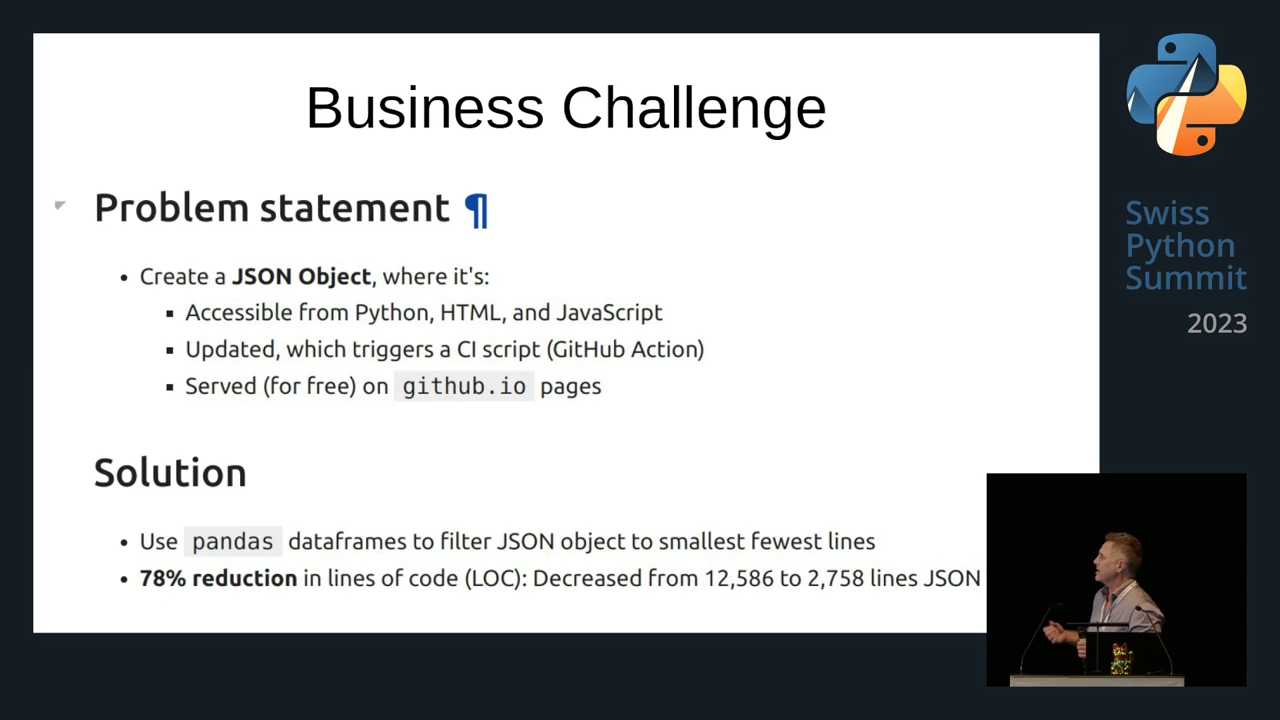 Business Challenge
Problem statement ¶
• Create a JSON Object, where it's:
▪ Accessible from Python, HTML, and JavaScript
▪ Updated, which triggers a CI script (GitHub Action)
▪ Served (for free) on github.io pages
Solution
• Use pandas dataframes to filter JSON object to smallest fewest lines
• 78% reduction in lines of code (LOC): Decreased from 12,586 to 2,758 lines JSON
Swiss
Python
Summit
2023